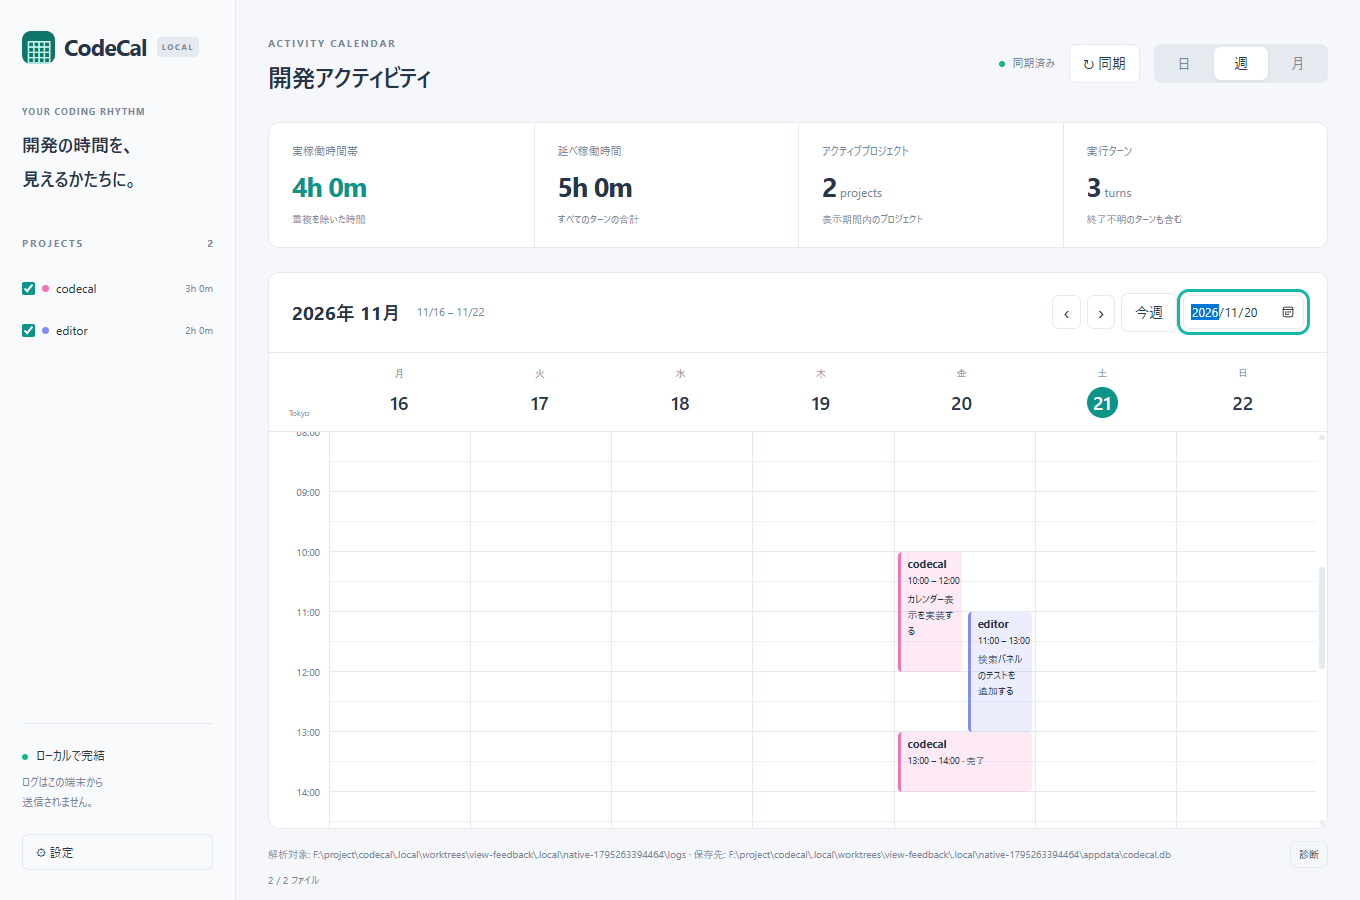 CodeCal LOCAL
YOUR CODING RHYTHM
開発の時間を、
見えるかたちに。
PROJECTS 2
codecal 3h 0m
editor 2h 0m
ローカルで完結
ログはこの端末から
送信されません。
設定
ACTIVITY CALENDAR
開発アクティビティ
同期済み
↻ 同期
日 週 月
実稼働時間帯
4h 0m
重複を除いた時間
延べ稼働時間
5h 0m
すべてのターンの合計
アクティブプロジェクト
2 projects
表示期間内のプロジェクト
実行ターン
3 turns
終了不明のターンも含む
2026年 11月 11/16 – 11/22
‹ › 今週 2026/11/20
Tokyo
月 火 水 木 金 土 日
16 17 18 19 20 21 22
08:00
09:00
10:00
11:00
12:00
13:00
14:00
codecal
10:00 – 12:00
カレンダー表
示を実装す
る
editor
11:00 – 13:00
検索パネル
のテストを
追加する
codecal
13:00 – 14:00 · 完了
解析対象: F:\project\codecal\.local\worktrees\view-feedback\.local\native-1795263394464\logs · 保存先: F:\project\codecal\.local\worktrees\view-feedback\.local\native-1795263394464\appdata\codecal.db
診断
2 / 2 ファイル